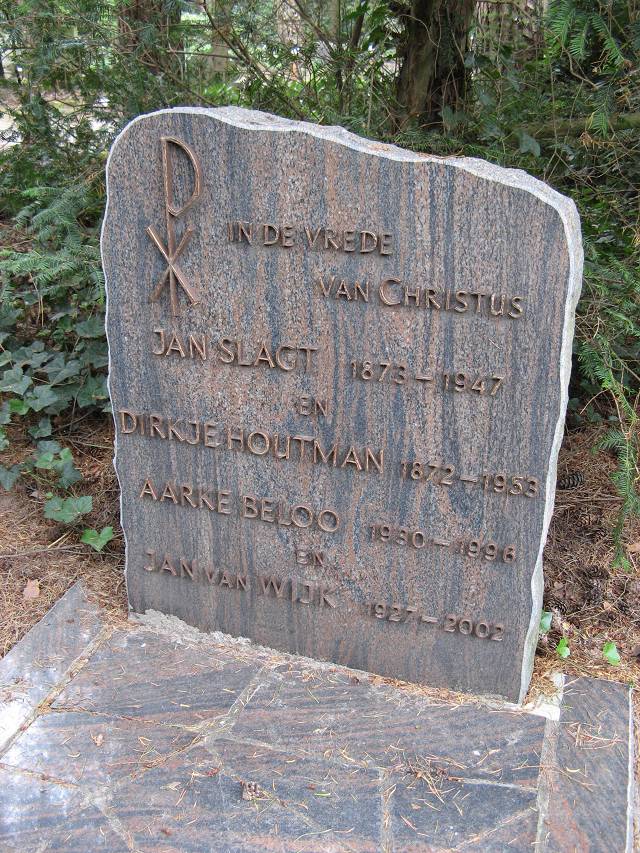 IN DE VREDE
VAN CHRISTUS
JAN SLAGT 1873–1947
EN
DIRKJE HOUTMAN 1872–1953
AARKE BELOO 1930–1996
EN
JAN VAN WIJK 1927–2002